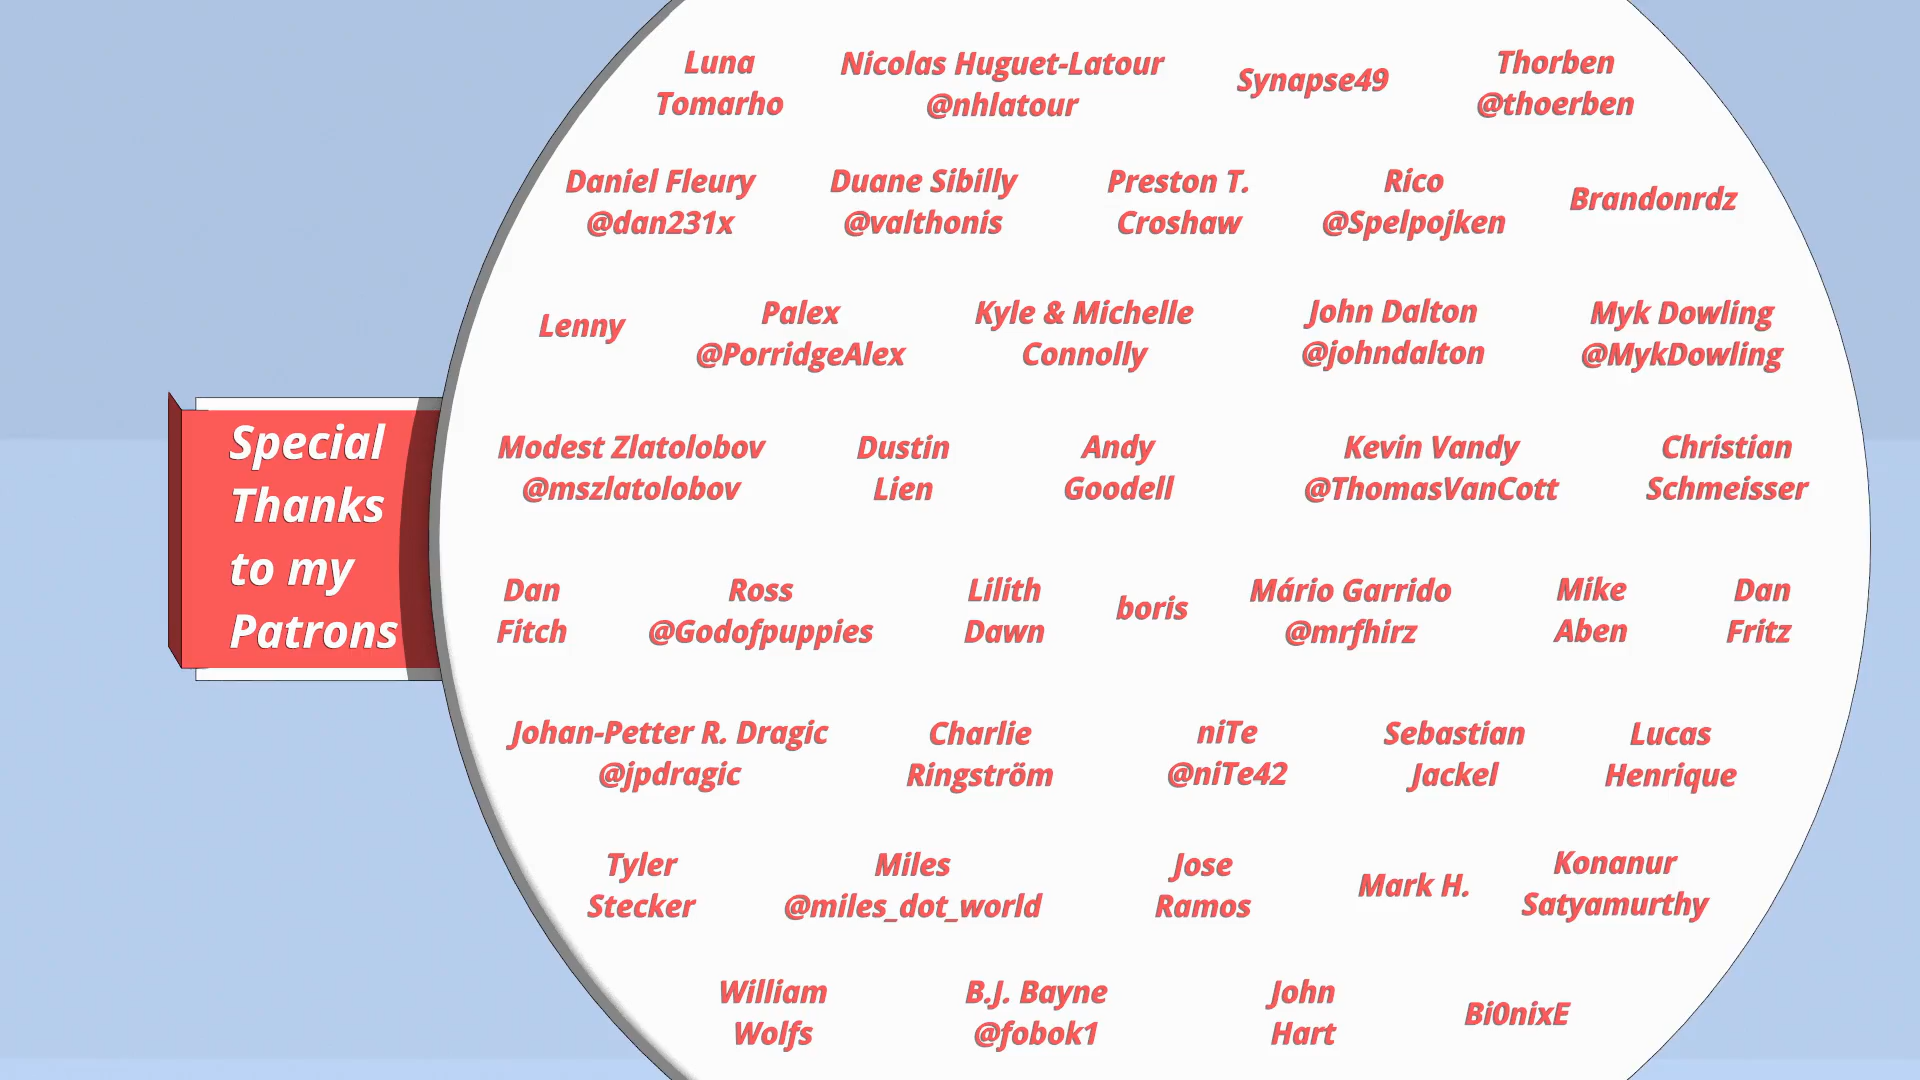 Special
Thanks
to my
Patrons
Luna
Tomarho
Nicolas Huguet-Latour
@nhlatour
Synapse49
Thorben
@thoerben
Daniel Fleury
@dan231x
Duane Sibilly
@valthonis
Preston T.
Croshaw
Rico
@Spelpojken
Brandonrdz
Lenny
Palex
@PorridgeAlex
Kyle & Michelle
Connolly
John Dalton
@johndalton
Myk Dowling
@MykDowling
Modest Zlatolobov
@mszlatolobov
Dustin
Lien
Andy
Goodell
Kevin Vandy
@ThomasVanCott
Christian
Schmeisser
Dan
Fitch
Ross
@Godofpuppies
Lilith
Dawn
boris
Mário Garrido
@mrfhirz
Mike
Aben
Dan
Fritz
Johan-Petter R. Dragic
@jpdragic
Charlie
Ringström
niTe
@niTe42
Sebastian
Jackel
Lucas
Henrique
Tyler
Stecker
Miles
@miles_dot_world
Jose
Ramos
Mark H.
Konanur
Satyamurthy
William
Wolfs
B.J. Bayne
@fobok1
John
Hart
Bi0nixE